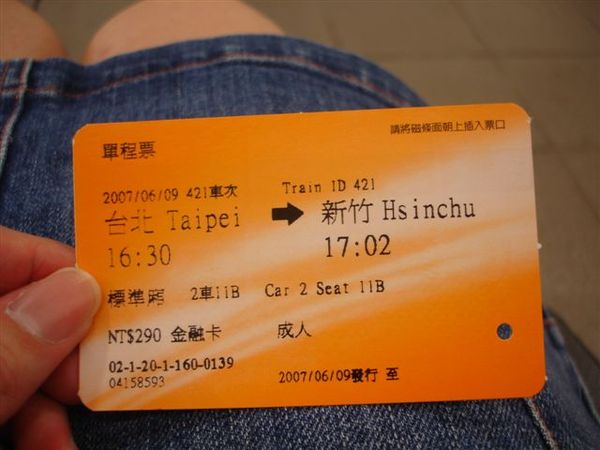 請將磁條面朝上插入票口
單程票
2007/06/09 421車次 Train ID 421
台北 Taipei → 新竹 Hsinchu
16:30 17:02
標準廂 2車11B Car 2 Seat 11B
NT$290 金融卡 成人
02-1-20-1-160-0139
04158593 2007/06/09發行 至